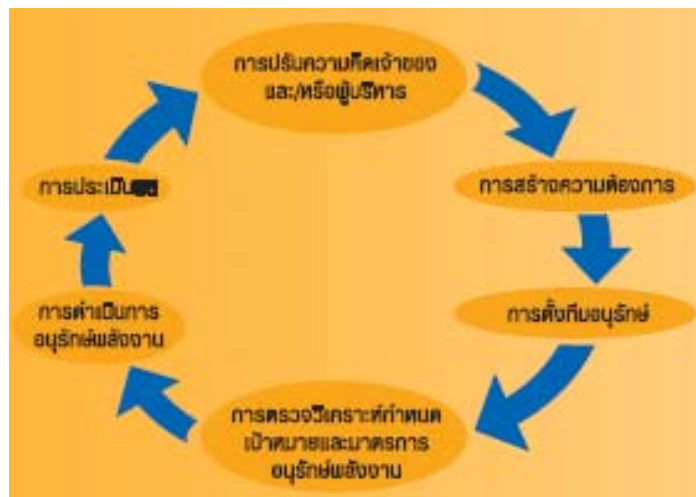 การปรับความคิดเจ้าของ
และ/หรือผู้บริหาร
การสร้างความต้องการ
การตั้งทีมอนุรักษ์
การตรวจวิเคราะห์กำหนด
เป้าหมายและมาตรการ
อนุรักษ์พลังงาน
การดำเนินการ
อนุรักษ์พลังงาน
การประเมิน